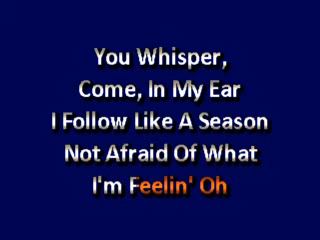 You Whisper,
Come, In My Ear
I Follow Like A Season
Not Afraid Of What
I'm Feelin' Oh